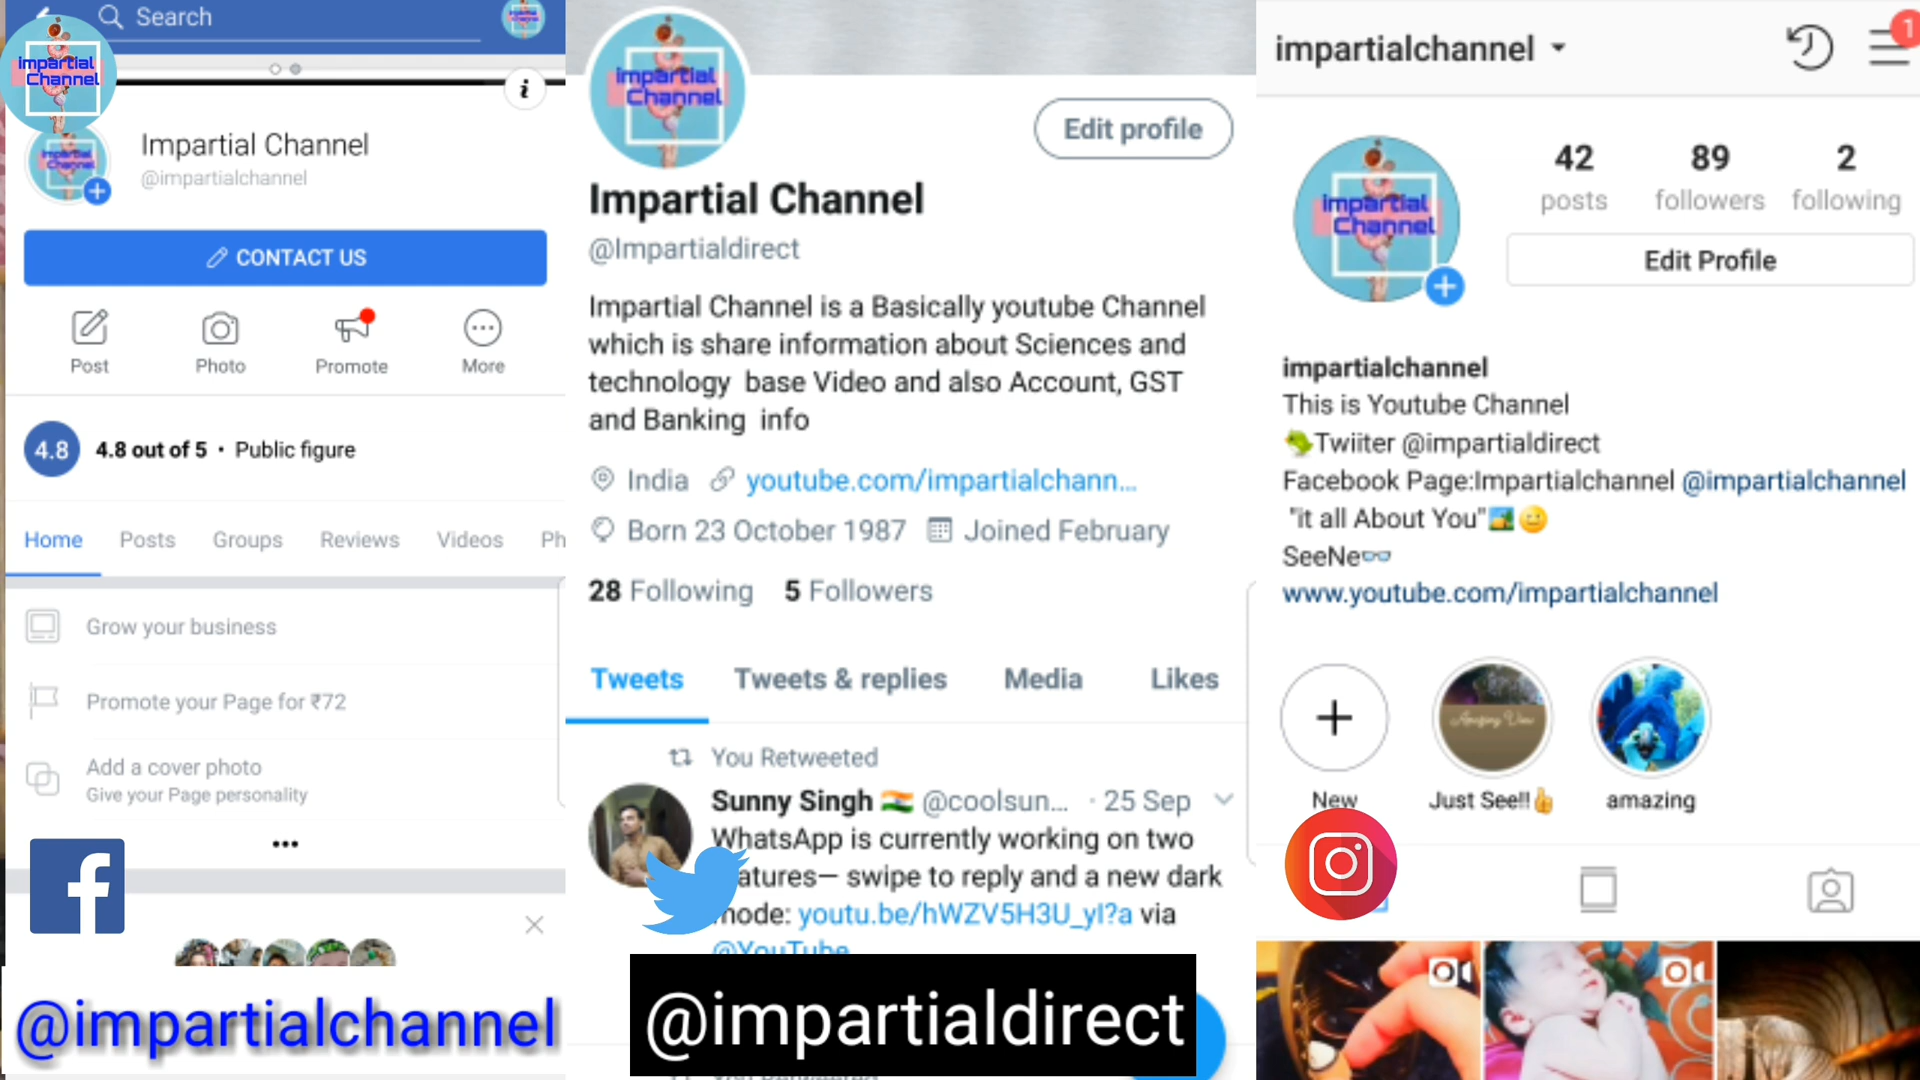 Search
impartial
Channel
Impartial Channel
@impartialchannel
CONTACT US
Post
Photo
Promote
More
4.8
4.8 out of 5 • Public figure
Home
Posts
Groups
Reviews
Videos
Ph
Grow your business
Promote your Page for ₹72
Add a cover photo
Give your Page personality
@impartialchannel
impartial
Channel
Edit profile
Impartial Channel
@Impartialdirect
Impartial Channel is a Basically youtube Channel
which is share information about Sciences and
technology base Video and also Account, GST
and Banking info
India
youtube.com/impartialchann...
Born 23 October 1987
Joined February
28 Following
5 Followers
Tweets
Tweets & replies
Media
Likes
You Retweeted
Sunny Singh 🇮🇳 @coolsun... · 25 Sep
WhatsApp is currently working on two
atures— swipe to reply and a new dark
mode: youtu.be/hWZV5H3U_yI?a via
@YouTube
@impartialdirect
You Retweeted
impartialchannel
1
impartial
Channel
42
posts
89
followers
2
following
Edit Profile
impartialchannel
This is Youtube Channel
Twiiter @impartialdirect
Facebook Page:Impartialchannel @impartialchannel
"it all About You"🏞😊
SeeNe👓
www.youtube.com/impartialchannel
Amazing View
New
Just See!!👍
amazing